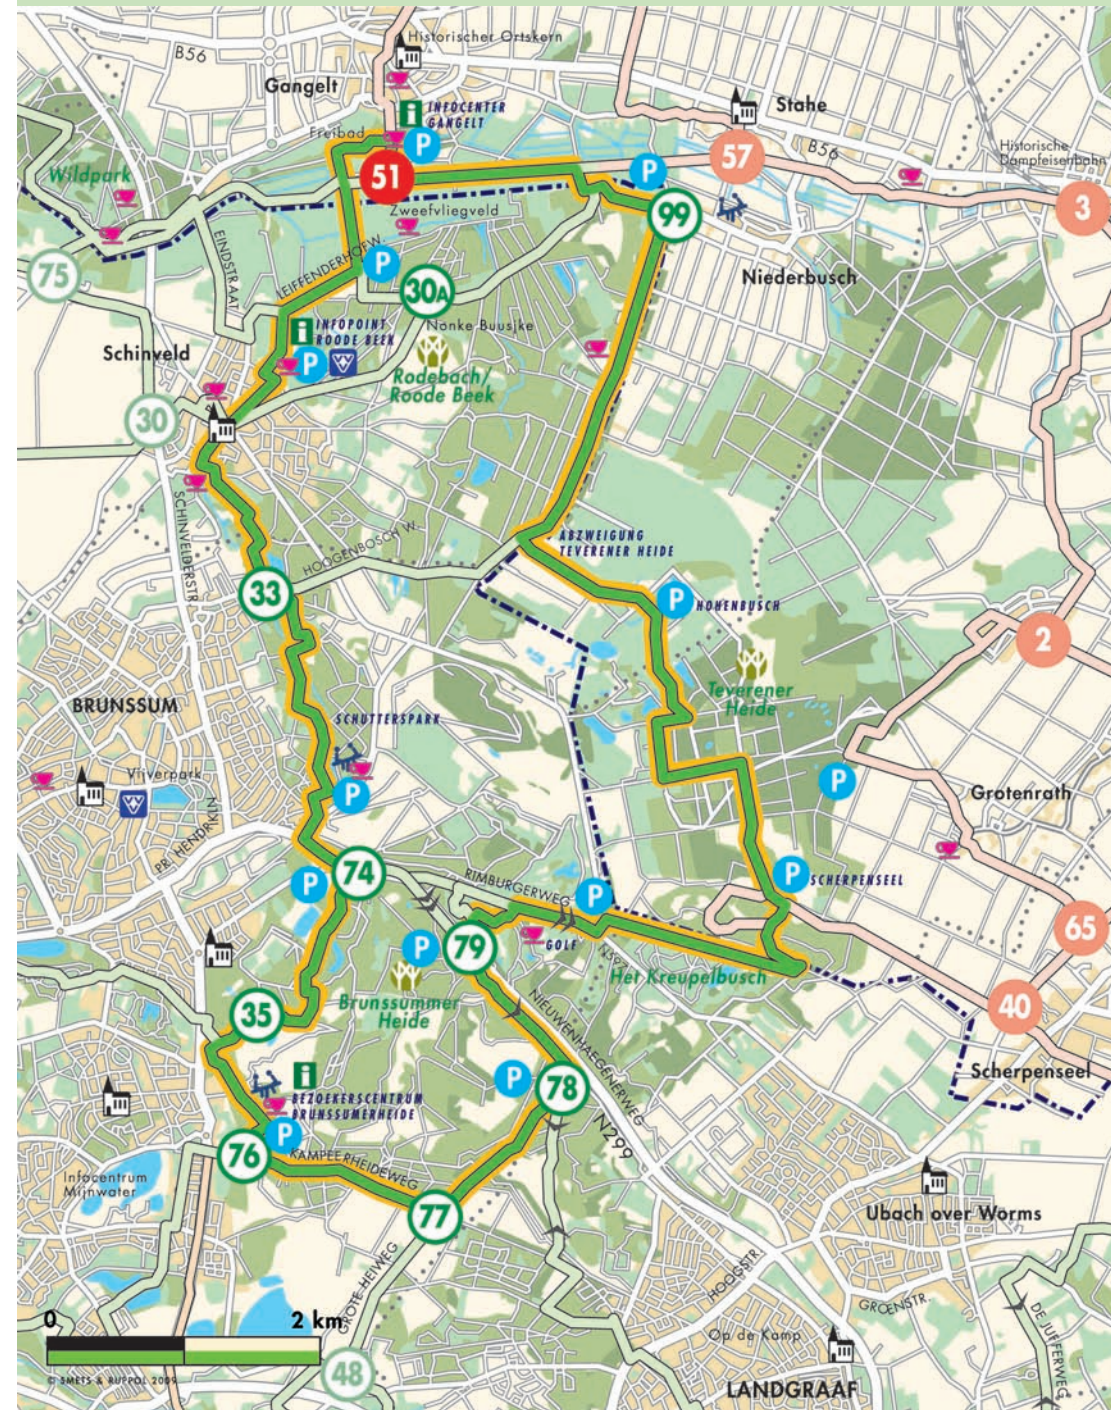 Historischer Ortskern
B56
Gangelt
INFOCENTER
GANGELT
Stahe
Freibad
P
57
B56
Historische
Dampfeisenbahn
Wildpark
51
P
3
Zweefvliegveld
99
EINDSTRAAT
LEIFFENDERHOFW.
P
75
30A
Niederbusch
INFOPOINT
ROODE BEEK
Nonke Buusjke
Schinveld
P
Rodebach/
Roode Beek
30
SCHINVELDERSTR.
HOOGENBOSCH W.
ABZWEIGUNG
TEVERENER HEIDE
33
P
HOHENBUSCH
2
Teverener
Heide
BRUNSSUM
SCHUTTERSPARK
Vijverpark
P
P
Grotenrath
PR. HENDRIKLN
74
P
RIMBURGERWEG
P
P
SCHERPENSEEL
65
P
79
GOLF
Het Kreupelbusch
Brunssummer
Heide
35
40
NIEUWENHAEGENERWEG
P
78
Scherpenseel
BEZOEKERSCENTRUM
BRUNSSUMERHEIDE
P
N299
76
KAMPEERHEIDEWEG
Infocentrum
Mijnwater
77
Ubach over Worms
GROTE HEIWEG
HOOGSTR.
GROENSTR.
DE JUFFERWEG
0
2 km
Op de Kamp
48
© SMETS & RUPPOL 2009
LANDGRAAF